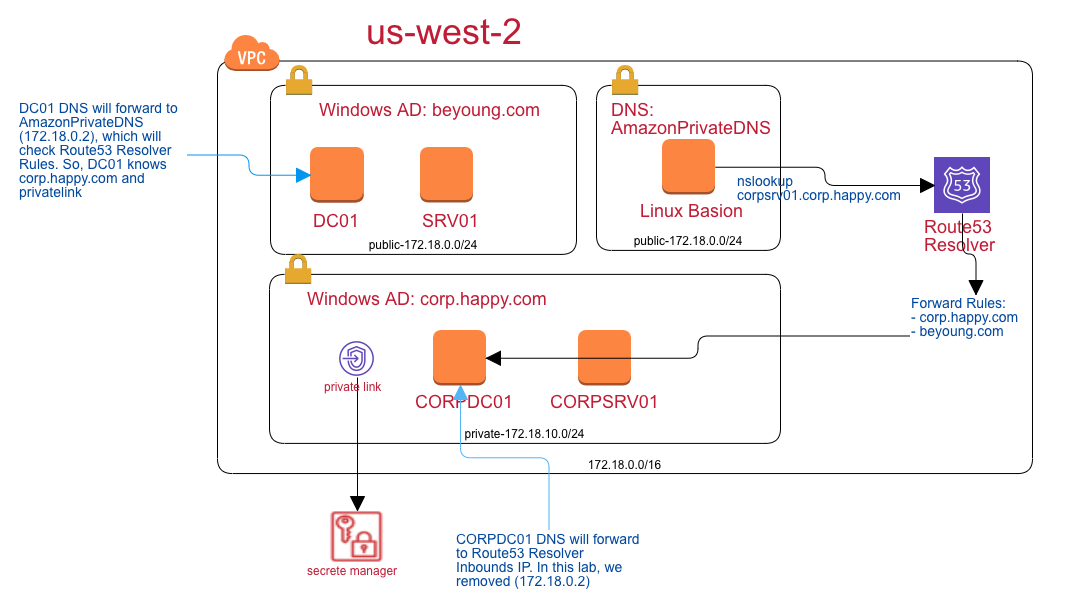 us-west-2
VPC
DC01 DNS will forward to
AmazonPrivateDNS
(172.18.0.2), which will
check Route53 Resolver
Rules. So, DC01 knows
corp.happy.com and
privatelink
Windows AD: beyoung.com
DC01
SRV01
public-172.18.0.0/24
DNS:
AmazonPrivateDNS
Linux Basion
public-172.18.0.0/24
nslookup
corpsrv01.corp.happy.com
53
Route53
Resolver
Forward Rules:
- corp.happy.com
- beyoung.com
Windows AD: corp.happy.com
private link
CORPDC01
CORPSRV01
private-172.18.10.0/24
172.18.0.0/16
secrete manager
CORPDC01 DNS will forward
to Route53 Resolver
Inbounds IP. In this lab, we
removed (172.18.0.2)